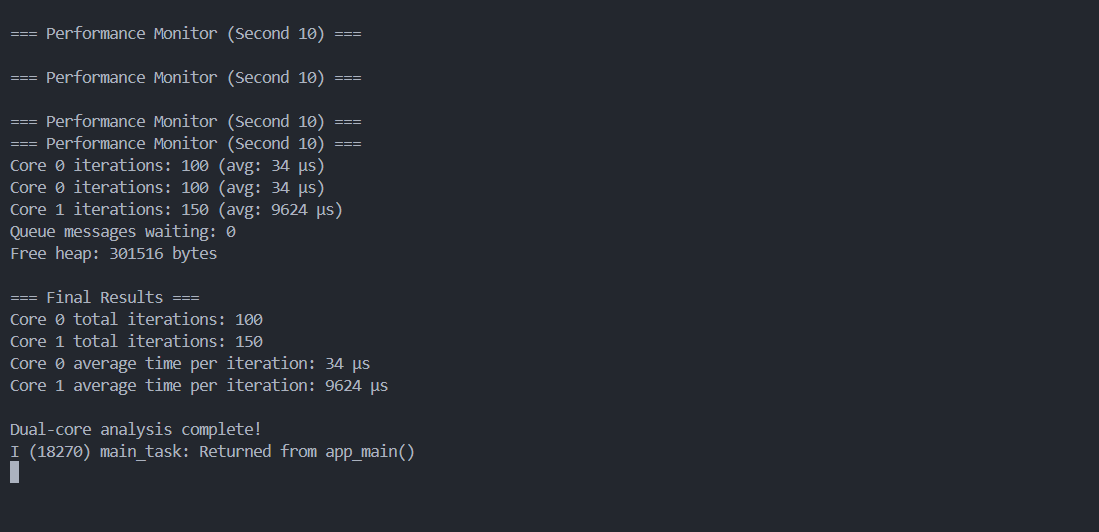 === Performance Monitor (Second 10) ===
=== Performance Monitor (Second 10) ===
=== Performance Monitor (Second 10) ===
=== Performance Monitor (Second 10) ===
Core 0 iterations: 100 (avg: 34 µs)
Core 0 iterations: 100 (avg: 34 µs)
Core 1 iterations: 150 (avg: 9624 µs)
Queue messages waiting: 0
Free heap: 301516 bytes
=== Final Results ===
Core 0 total iterations: 100
Core 1 total iterations: 150
Core 0 average time per iteration: 34 µs
Core 1 average time per iteration: 9624 µs
Dual-core analysis complete!
I (18270) main_task: Returned from app_main()